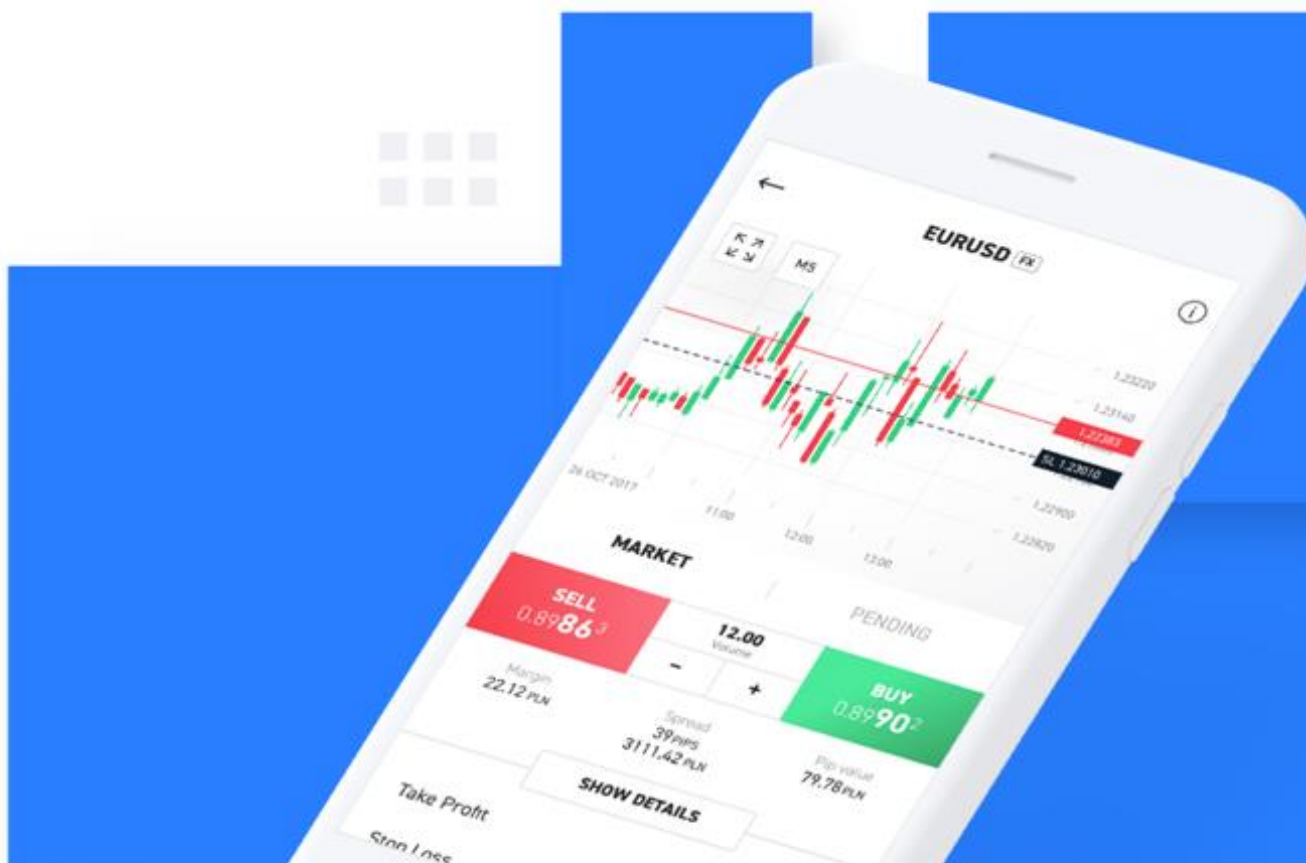 EURUSD FX
M5
1.23220
1.23160
1.22383
SL 1.23010
1.22900
1.22820
26 OCT 2017
11:00
12:00
13:00
MARKET
PENDING
SELL
0.89863
12.00
Volume
-
+
BUY
0.89902
Margin
22.12 PLN
Spread
39 PIPS
3111.42 PLN
Pip value
79.78 PLN
SHOW DETAILS
Take Profit
Stop Loss